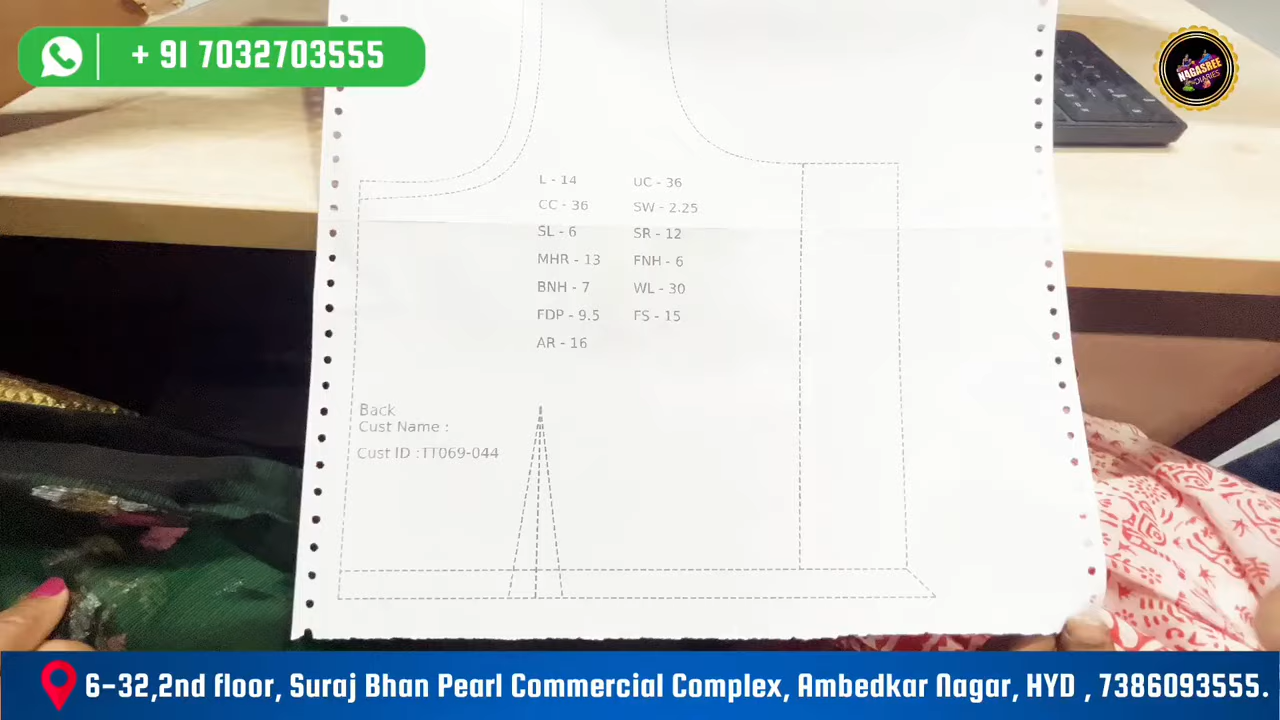 + 91 7032703555
NAGASREE
DIARIES
L - 14
UC - 36
CC - 36
SW - 2.25
SL - 6
SR - 12
MHR - 13
FNH - 6
BNH - 7
WL - 30
FDP - 9.5
FS - 15
AR - 16
Back
Cust Name :
Cust ID :TT069-044
6-32,2nd floor, Suraj Bhan Pearl Commercial Complex, Ambedkar Nagar, HYD , 7386093555.